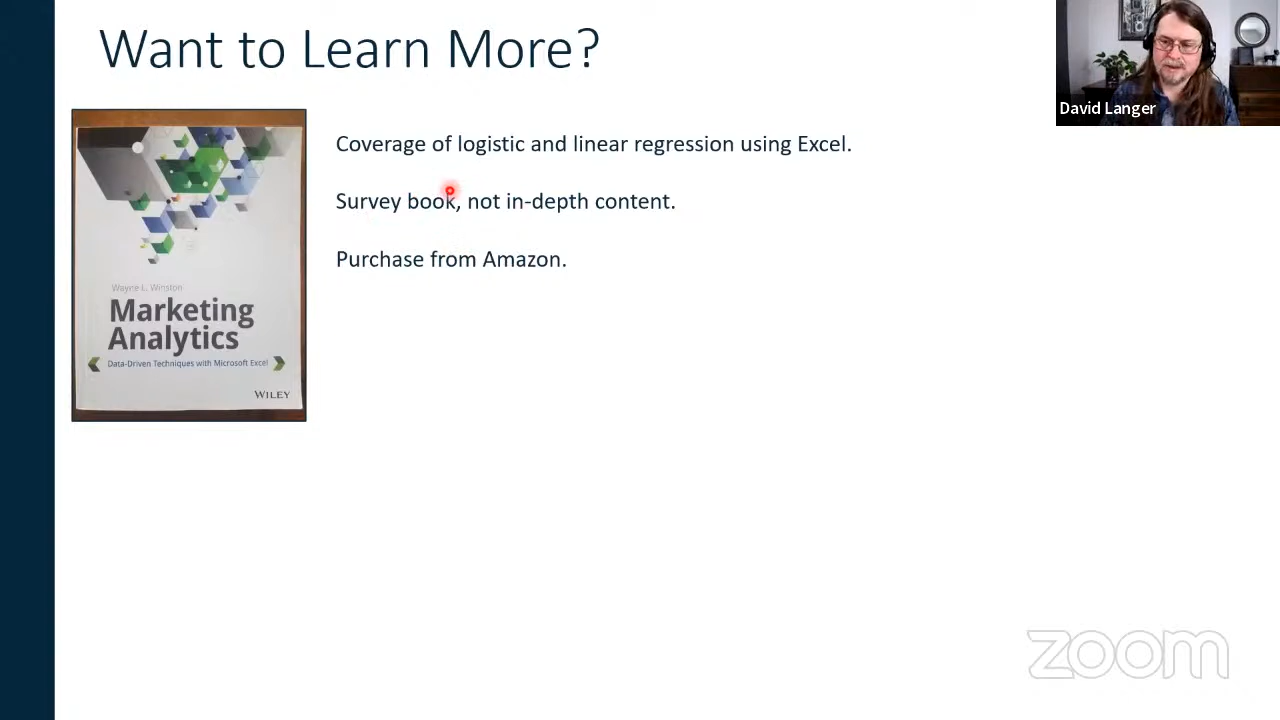 Want to Learn More?
David Langer
Coverage of logistic and linear regression using Excel.
Survey book, not in-depth content.
Purchase from Amazon.
Wayne L. Winston
Marketing
Analytics
Data-Driven Techniques with Microsoft Excel
WILEY
zoom